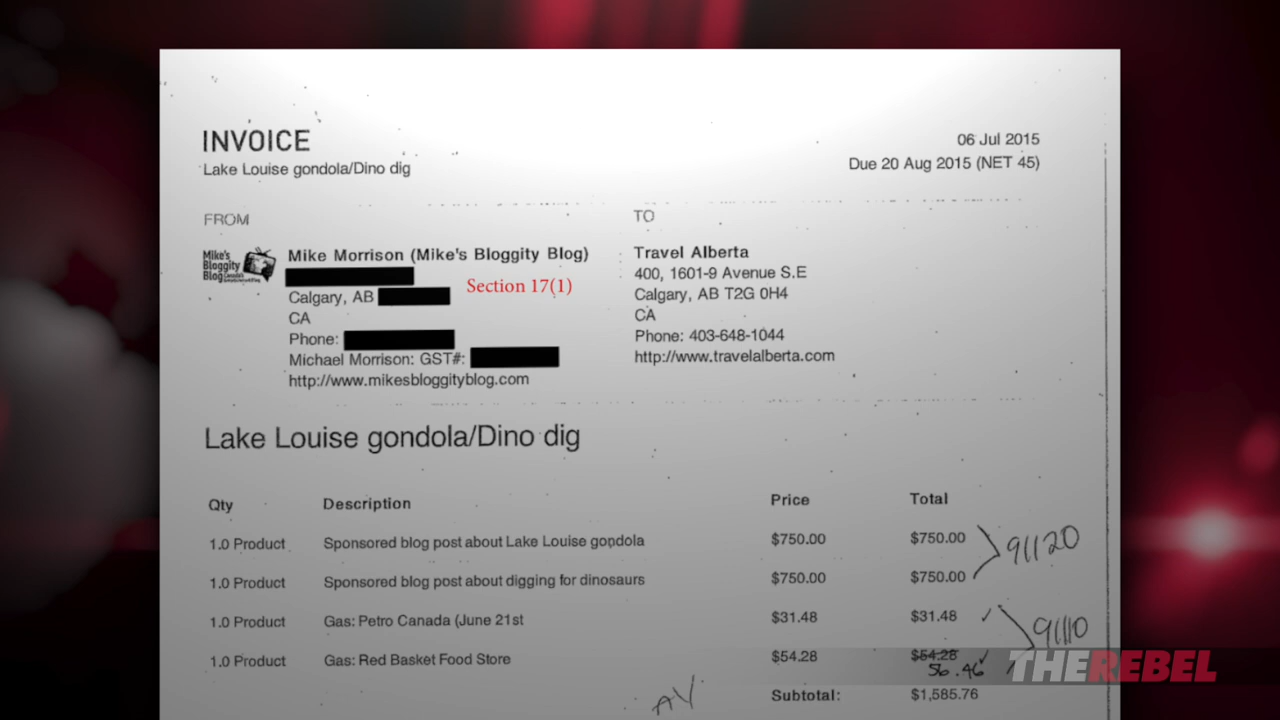 INVOICE
Lake Louise gondola/Dino dig
06 Jul 2015
Due 20 Aug 2015 (NET 45)
FROM
Mike's
Bloggity
Blog
Mike Morrison (Mike's Bloggity Blog)
Calgary, AB
Section 17(1)
CA
Phone:
Michael Morrison: GST#:
http://www.mikesbloggityblog.com
TO
Travel Alberta
400, 1601-9 Avenue S.E
Calgary, AB T2G 0H4
CA
Phone: 403-648-1044
http://www.travelalberta.com
Lake Louise gondola/Dino dig
Qty Description Price Total
1.0 Product Sponsored blog post about Lake Louise gondola $750.00 $750.00
1.0 Product Sponsored blog post about digging for dinosaurs $750.00 $750.00
91120
1.0 Product Gas: Petro Canada (June 21st $31.48 $31.48
1.0 Product Gas: Red Basket Food Store $54.28 $54.28
56.46
91110
Subtotal: $1,585.76
AV
THEREBEL